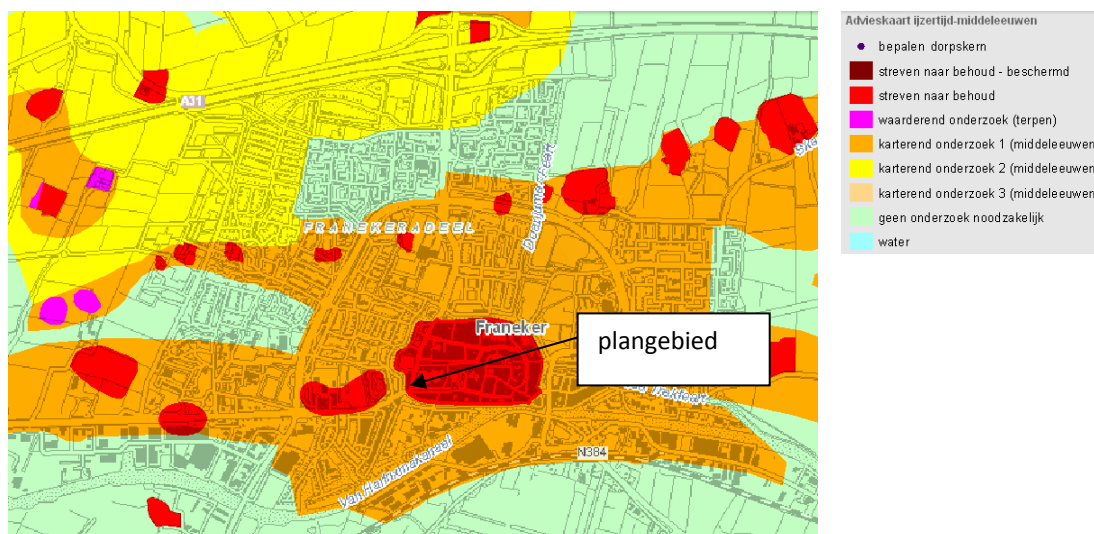 A31
FRANEKERADEEL
Franeker
plangebied
N384
Van Harinxmakanaal
Advieskaart ijzertijd-middeleeuwen
bepalen dorpskern
streven naar behoud - beschermd
streven naar behoud
waarderend onderzoek (terpen)
karterend onderzoek 1 (middeleeuwen
karterend onderzoek 2 (middeleeuwen
karterend onderzoek 3 (middeleeuwen
geen onderzoek noodzakelijk
water